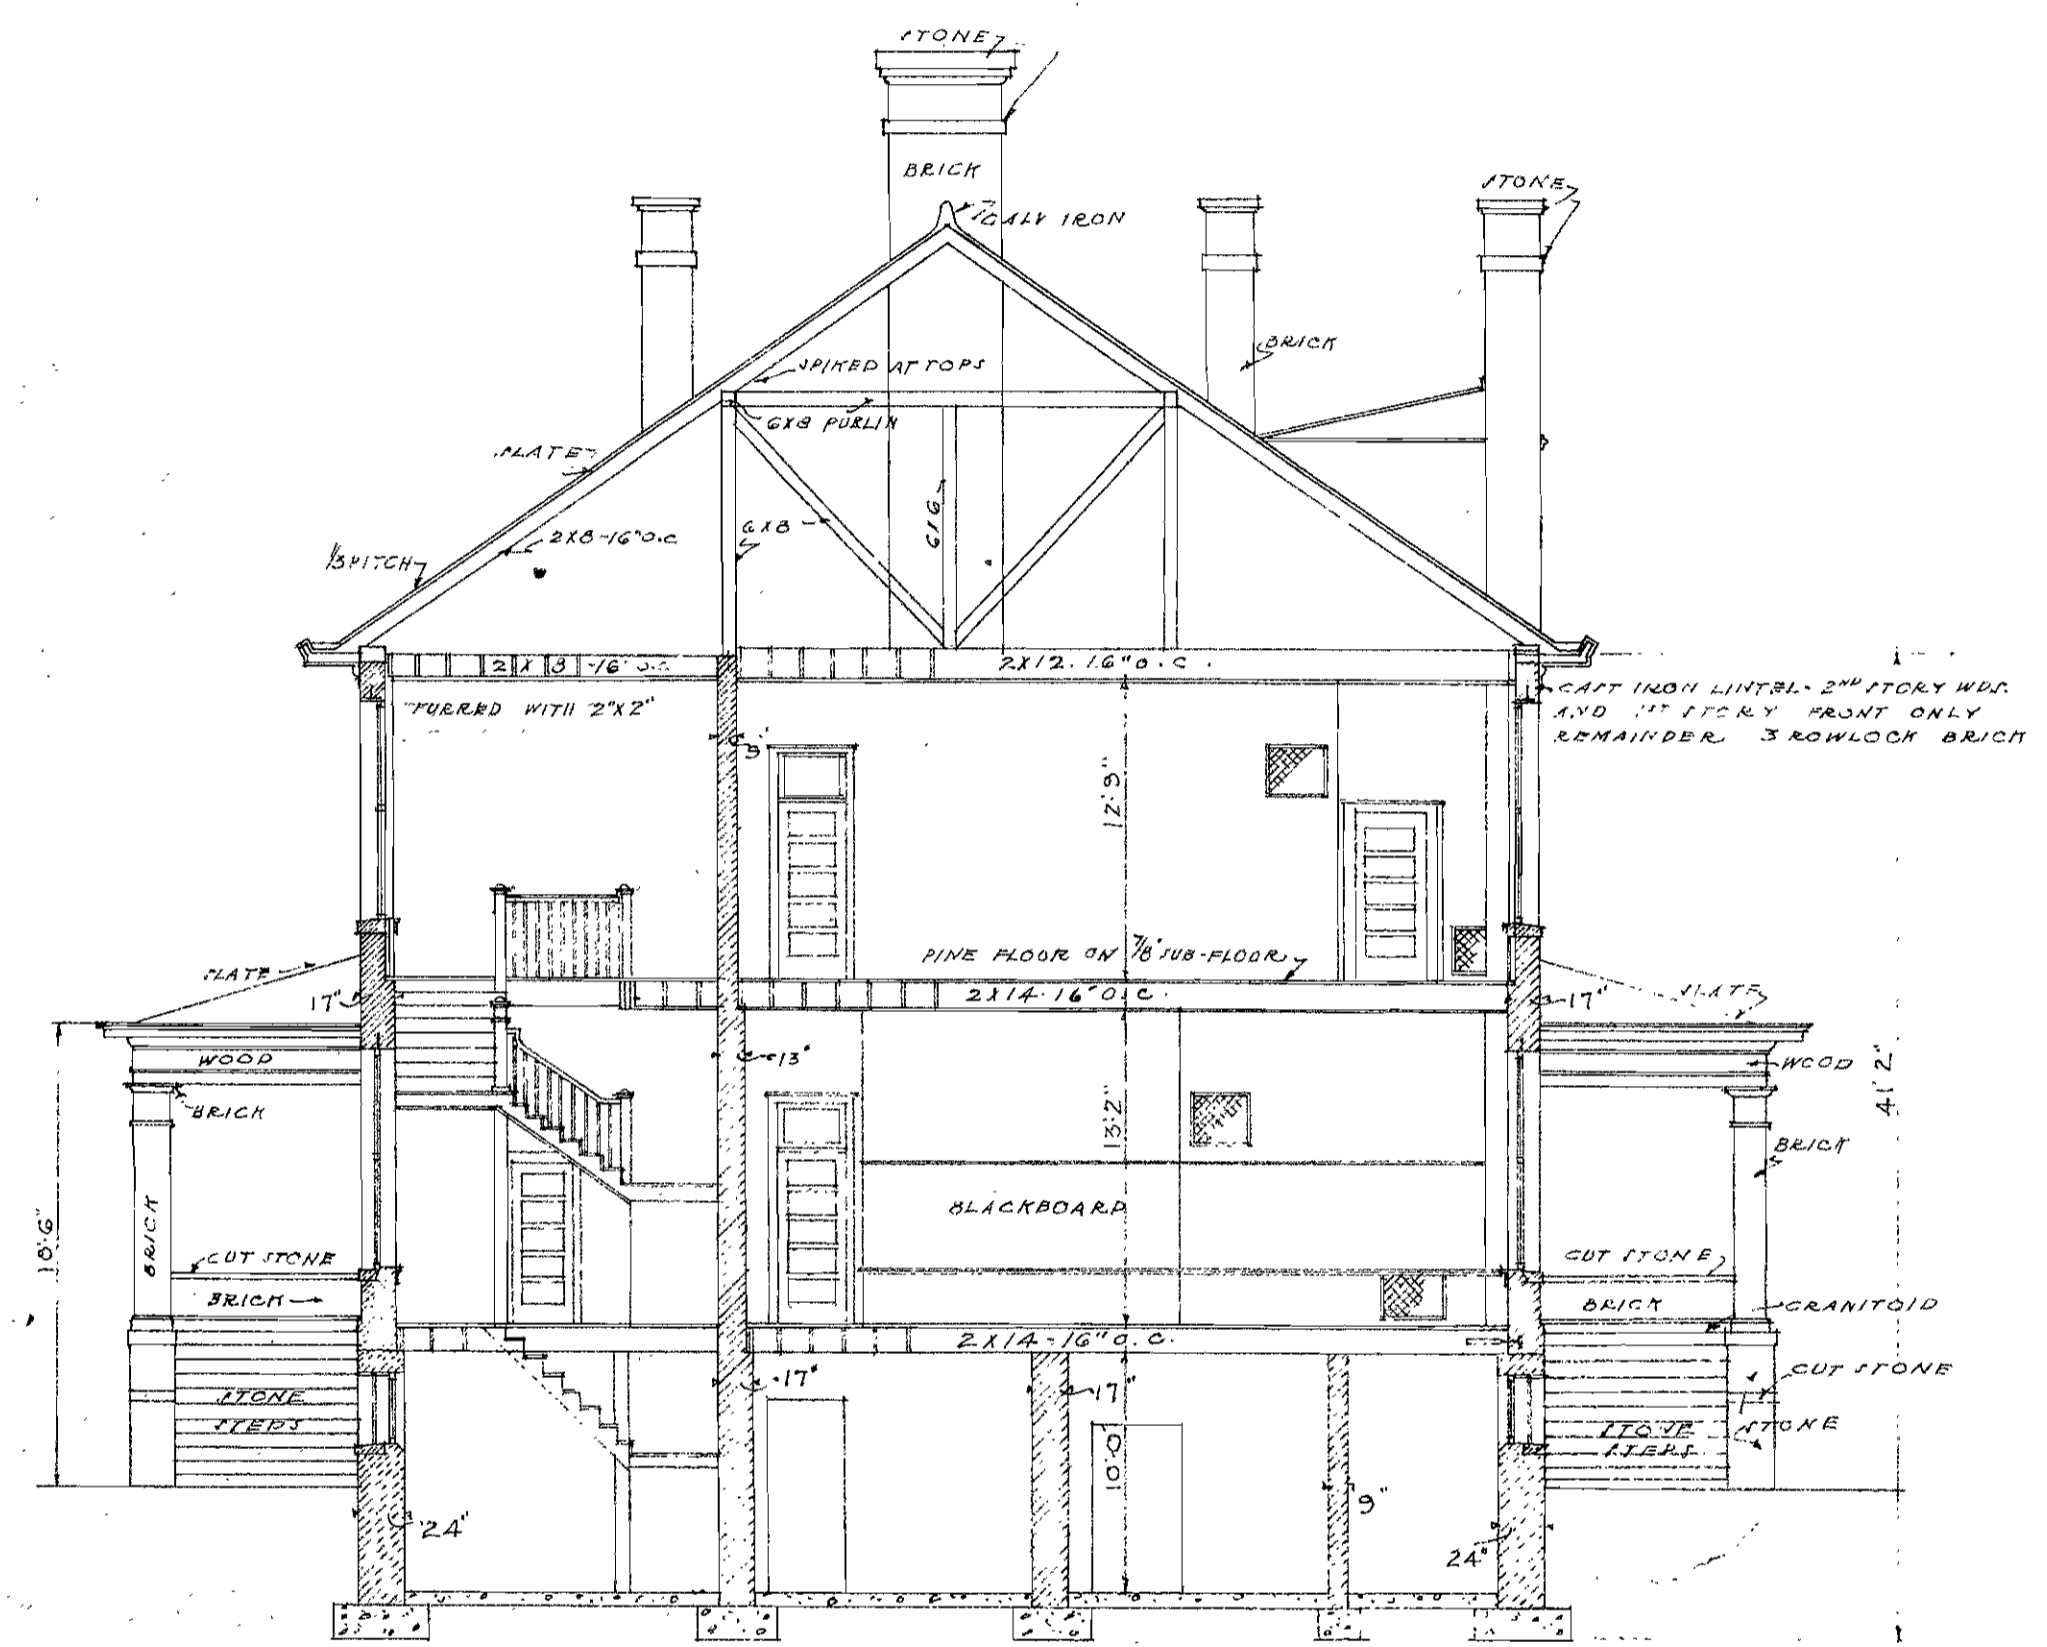 STONE
BRICK
GALV IRON
STONE
BRICK
SPIKED AT TOPS
6X8 PURLIN
SLATE
6X8
6X6
2X8-16"O.C
1/3 PITCH
2X8-16"O.C
2X12.16"O.C.
FURRED WITH 2"X2"
CAST IRON LINTEL-2ND STORY WDS.
AND 1ST STORY FRONT ONLY
REMAINDER 3 ROWLOCK BRICK
9"
12'3"
PINE FLOOR ON 7/8" SUB-FLOOR
SLATE
17"
2X14.16"O.C.
17"
SLATE
WOOD
13"
WOOD
41'2"
BRICK
13'2"
BRICK
BLACKBOARD
BRICK
18'6"
CUT STONE
CUT STONE
BRICK
BRICK
GRANITOID
2X14-16"O.C.
17"
17"
CUT STONE
STONE
STEPS
STONE
STEPS
STONE
10'0"
9"
24"
24"